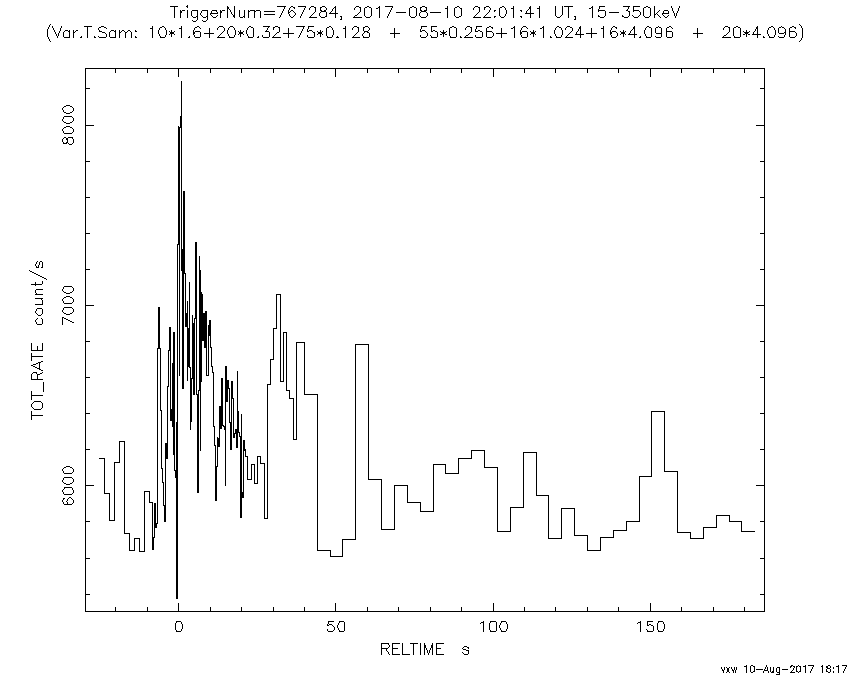 TriggerNum=767284, 2017-08-10 22:01:41 UT, 15-350keV
(Var.T.Sam: 10*1.6+20*0.32+75*0.128 + 55*0.256+16*1.024+16*4.096 + 20*4.096)
8000
7000
6000
TOT_RATE count/s
0 50 100 150
RELTIME s
vxw 10-Aug-2017 18:17